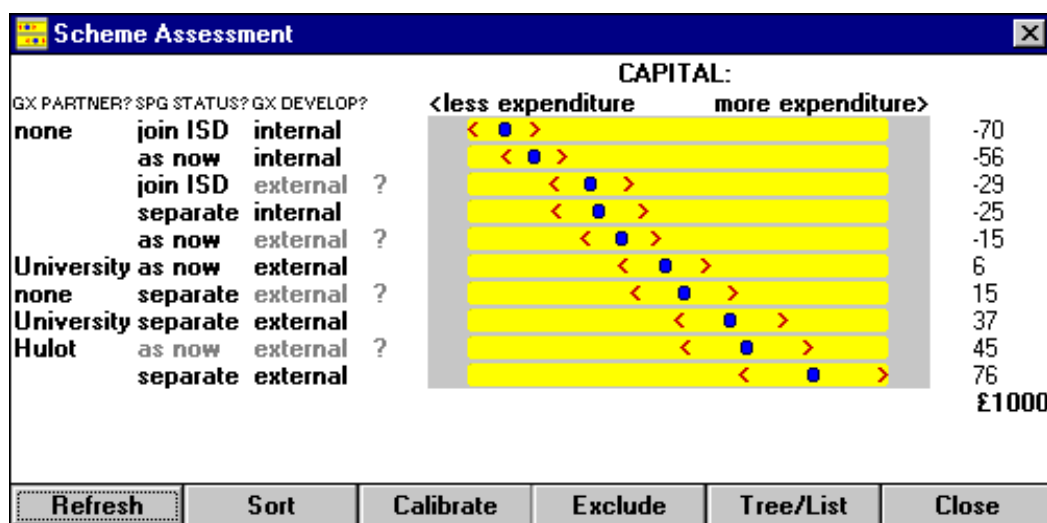 Scheme Assessment
CAPITAL:
GX PARTNER? SPG STATUS? GX DEVELOP? <less expenditure more expenditure>
none join ISD internal -70
as now internal -56
join ISD external ? -29
separate internal -25
as now external ? -15
University as now external 6
none separate external ? 15
University separate external 37
Hulot as now external ? 45
separate external 76
£1000
Refresh Sort Calibrate Exclude Tree/List Close